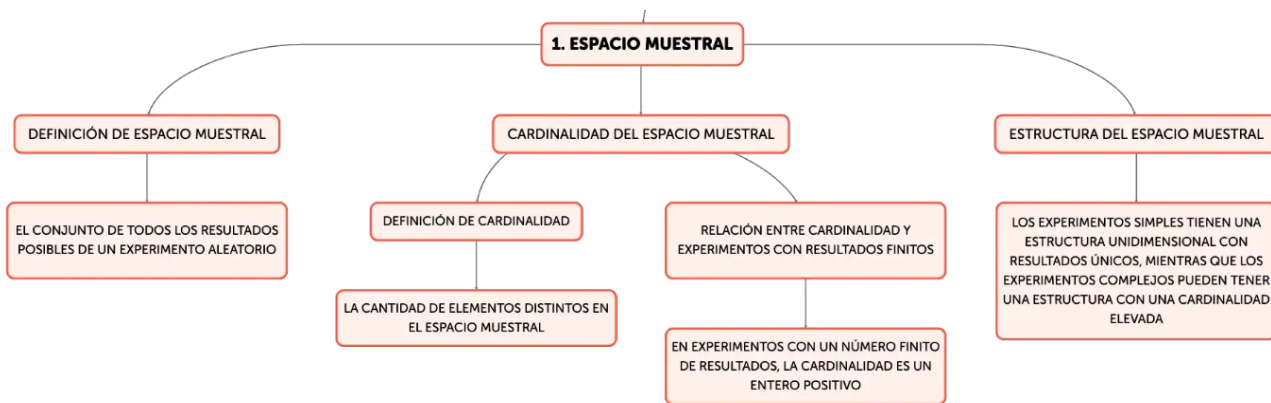 1. ESPACIO MUESTRAL
DEFINICIÓN DE ESPACIO MUESTRAL
CARDINALIDAD DEL ESPACIO MUESTRAL
ESTRUCTURA DEL ESPACIO MUESTRAL
EL CONJUNTO DE TODOS LOS RESULTADOS
POSIBLES DE UN EXPERIMENTO ALEATORIO
DEFINICIÓN DE CARDINALIDAD
LA CANTIDAD DE ELEMENTOS DISTINTOS EN
EL ESPACIO MUESTRAL
RELACIÓN ENTRE CARDINALIDAD Y
EXPERIMENTOS CON RESULTADOS FINITOS
EN EXPERIMENTOS CON UN NÚMERO FINITO
DE RESULTADOS, LA CARDINALIDAD ES UN
ENTERO POSITIVO
LOS EXPERIMENTOS SIMPLES TIENEN UNA
ESTRUCTURA UNIDIMENSIONAL CON
RESULTADOS ÚNICOS, MIENTRAS QUE LOS
EXPERIMENTOS COMPLEJOS PUEDEN TENER
UNA ESTRUCTURA CON UNA CARDINALIDAD
ELEVADA